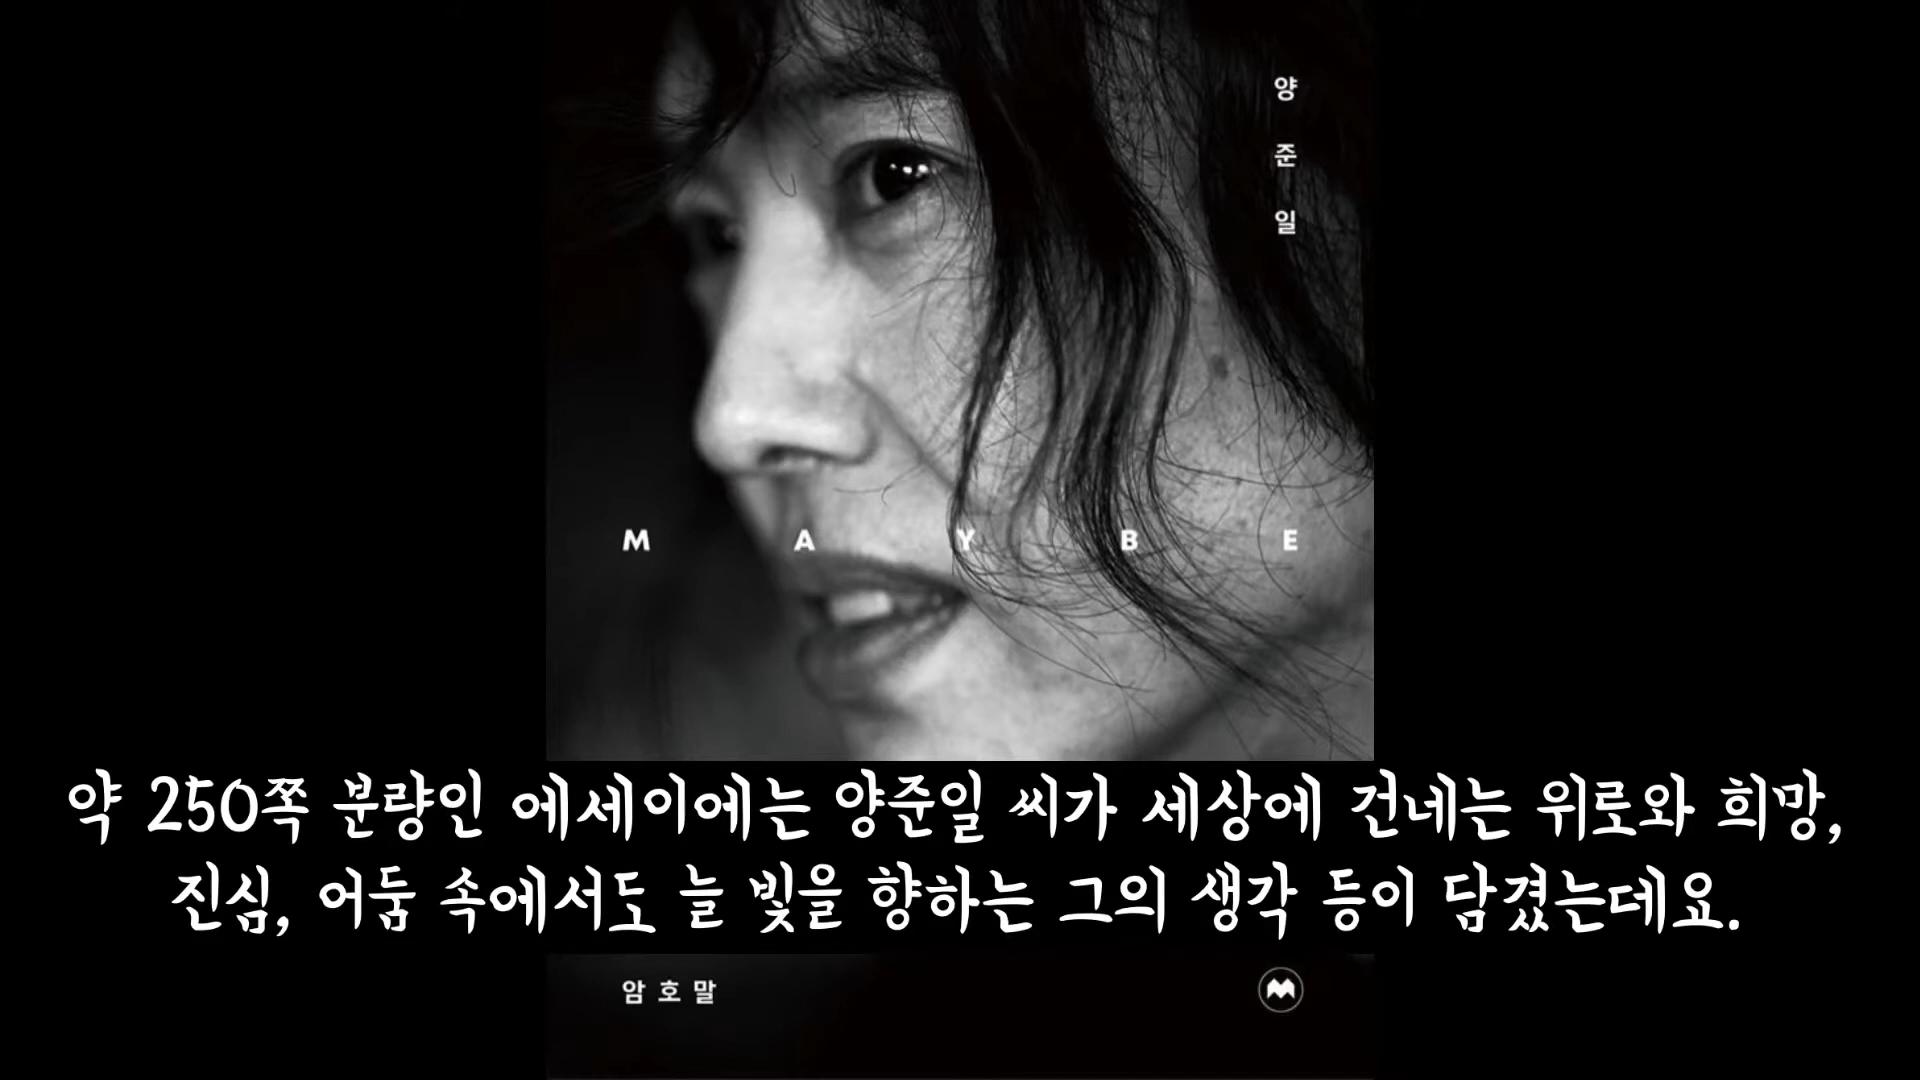 양준일
MAYBE
약 250쪽 분량인 에세이에는 양준일 씨가 세상에 건네는 위로와 희망,
진심, 어둠 속에서도 늘 빛을 향하는 그의 생각 등이 담겼는데요.
암호말